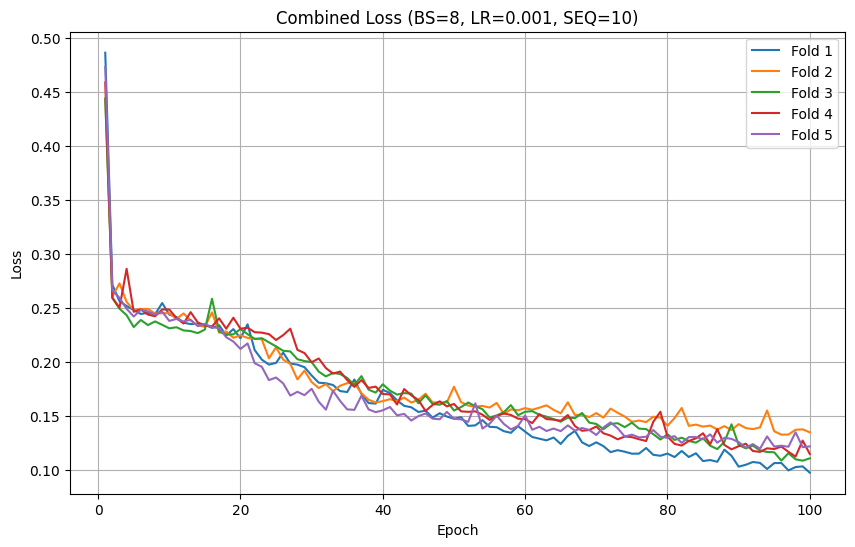 Combined Loss (BS=8, LR=0.001, SEQ=10)
0.50
0.45
0.40
0.35
0.30
0.25
0.20
0.15
0.10
Loss
0
20
40
60
80
100
Epoch
Fold 1
Fold 2
Fold 3
Fold 4
Fold 5